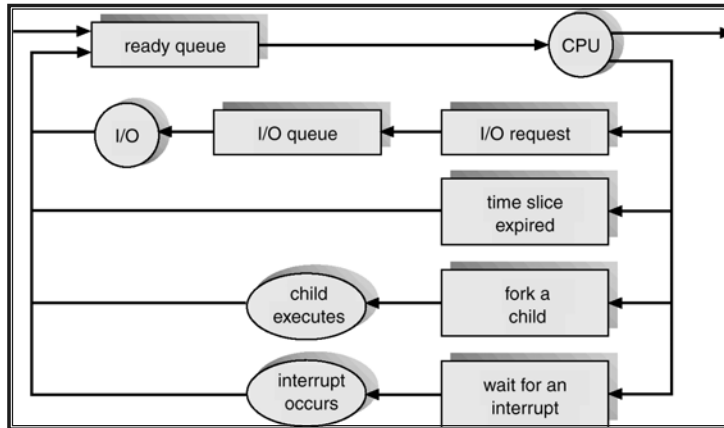 ready queue
CPU
I/O
I/O queue
I/O request
time slice
expired
child
executes
fork a
child
interrupt
occurs
wait for an
interrupt